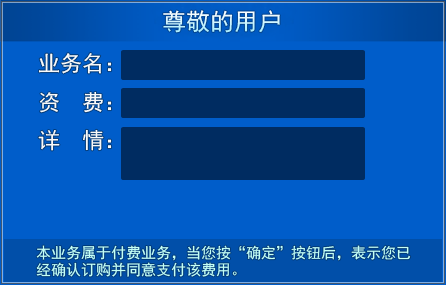 尊敬的用户
业务名：
资　费：
详　情：
本业务属于付费业务，当您按“确定”按钮后，表示您已
经确认订购并同意支付该费用。